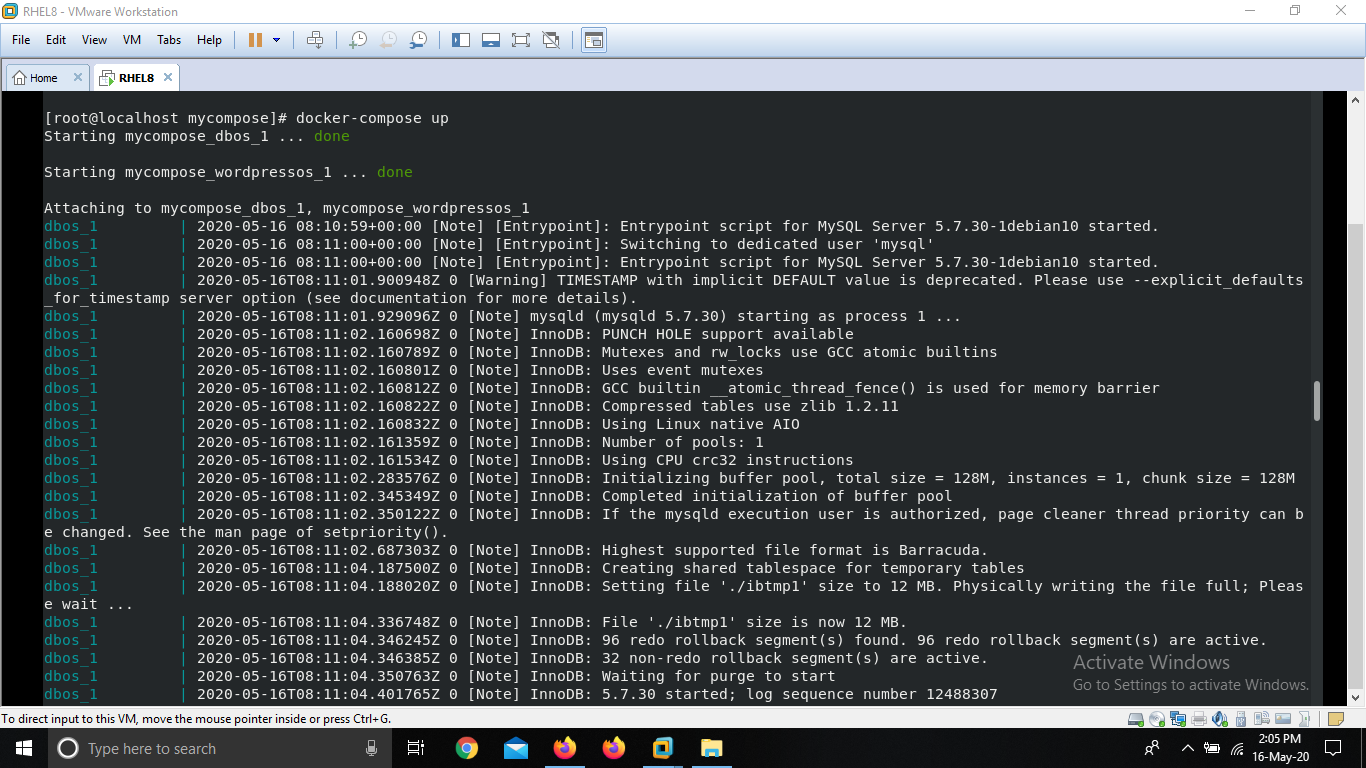 RHEL8 - VMware Workstation
File Edit View VM Tabs Help
Home RHEL8
[root@localhost mycompose]# docker-compose up
Starting mycompose_dbos_1 ... done
Starting mycompose_wordpressos_1 ... done
Attaching to mycompose_dbos_1, mycompose_wordpressos_1
dbos_1 | 2020-05-16 08:10:59+00:00 [Note] [Entrypoint]: Entrypoint script for MySQL Server 5.7.30-1debian10 started.
dbos_1 | 2020-05-16 08:11:00+00:00 [Note] [Entrypoint]: Switching to dedicated user 'mysql'
dbos_1 | 2020-05-16 08:11:00+00:00 [Note] [Entrypoint]: Entrypoint script for MySQL Server 5.7.30-1debian10 started.
dbos_1 | 2020-05-16T08:11:01.900948Z 0 [Warning] TIMESTAMP with implicit DEFAULT value is deprecated. Please use --explicit_defaults
_for_timestamp server option (see documentation for more details).
dbos_1 | 2020-05-16T08:11:01.929096Z 0 [Note] mysqld (mysqld 5.7.30) starting as process 1 ...
dbos_1 | 2020-05-16T08:11:02.160698Z 0 [Note] InnoDB: PUNCH HOLE support available
dbos_1 | 2020-05-16T08:11:02.160789Z 0 [Note] InnoDB: Mutexes and rw_locks use GCC atomic builtins
dbos_1 | 2020-05-16T08:11:02.160801Z 0 [Note] InnoDB: Uses event mutexes
dbos_1 | 2020-05-16T08:11:02.160812Z 0 [Note] InnoDB: GCC builtin __atomic_thread_fence() is used for memory barrier
dbos_1 | 2020-05-16T08:11:02.160822Z 0 [Note] InnoDB: Compressed tables use zlib 1.2.11
dbos_1 | 2020-05-16T08:11:02.160832Z 0 [Note] InnoDB: Using Linux native AIO
dbos_1 | 2020-05-16T08:11:02.161359Z 0 [Note] InnoDB: Number of pools: 1
dbos_1 | 2020-05-16T08:11:02.161534Z 0 [Note] InnoDB: Using CPU crc32 instructions
dbos_1 | 2020-05-16T08:11:02.283576Z 0 [Note] InnoDB: Initializing buffer pool, total size = 128M, instances = 1, chunk size = 128M
dbos_1 | 2020-05-16T08:11:02.345349Z 0 [Note] InnoDB: Completed initialization of buffer pool
dbos_1 | 2020-05-16T08:11:02.350122Z 0 [Note] InnoDB: If the mysqld execution user is authorized, page cleaner thread priority can b
e changed. See the man page of setpriority().
dbos_1 | 2020-05-16T08:11:02.687303Z 0 [Note] InnoDB: Highest supported file format is Barracuda.
dbos_1 | 2020-05-16T08:11:04.187500Z 0 [Note] InnoDB: Creating shared tablespace for temporary tables
dbos_1 | 2020-05-16T08:11:04.188020Z 0 [Note] InnoDB: Setting file './ibtmp1' size to 12 MB. Physically writing the file full; Pleas
e wait ...
dbos_1 | 2020-05-16T08:11:04.336748Z 0 [Note] InnoDB: File './ibtmp1' size is now 12 MB.
dbos_1 | 2020-05-16T08:11:04.346245Z 0 [Note] InnoDB: 96 redo rollback segment(s) found. 96 redo rollback segment(s) are active.
dbos_1 | 2020-05-16T08:11:04.346385Z 0 [Note] InnoDB: 32 non-redo rollback segment(s) are active.
dbos_1 | 2020-05-16T08:11:04.350763Z 0 [Note] InnoDB: Waiting for purge to start
dbos_1 | 2020-05-16T08:11:04.401765Z 0 [Note] InnoDB: 5.7.30 started; log sequence number 12488307
Activate Windows
Go to Settings to activate Windows.
To direct input to this VM, move the mouse pointer inside or press Ctrl+G.
Type here to search
2:05 PM
16-May-20